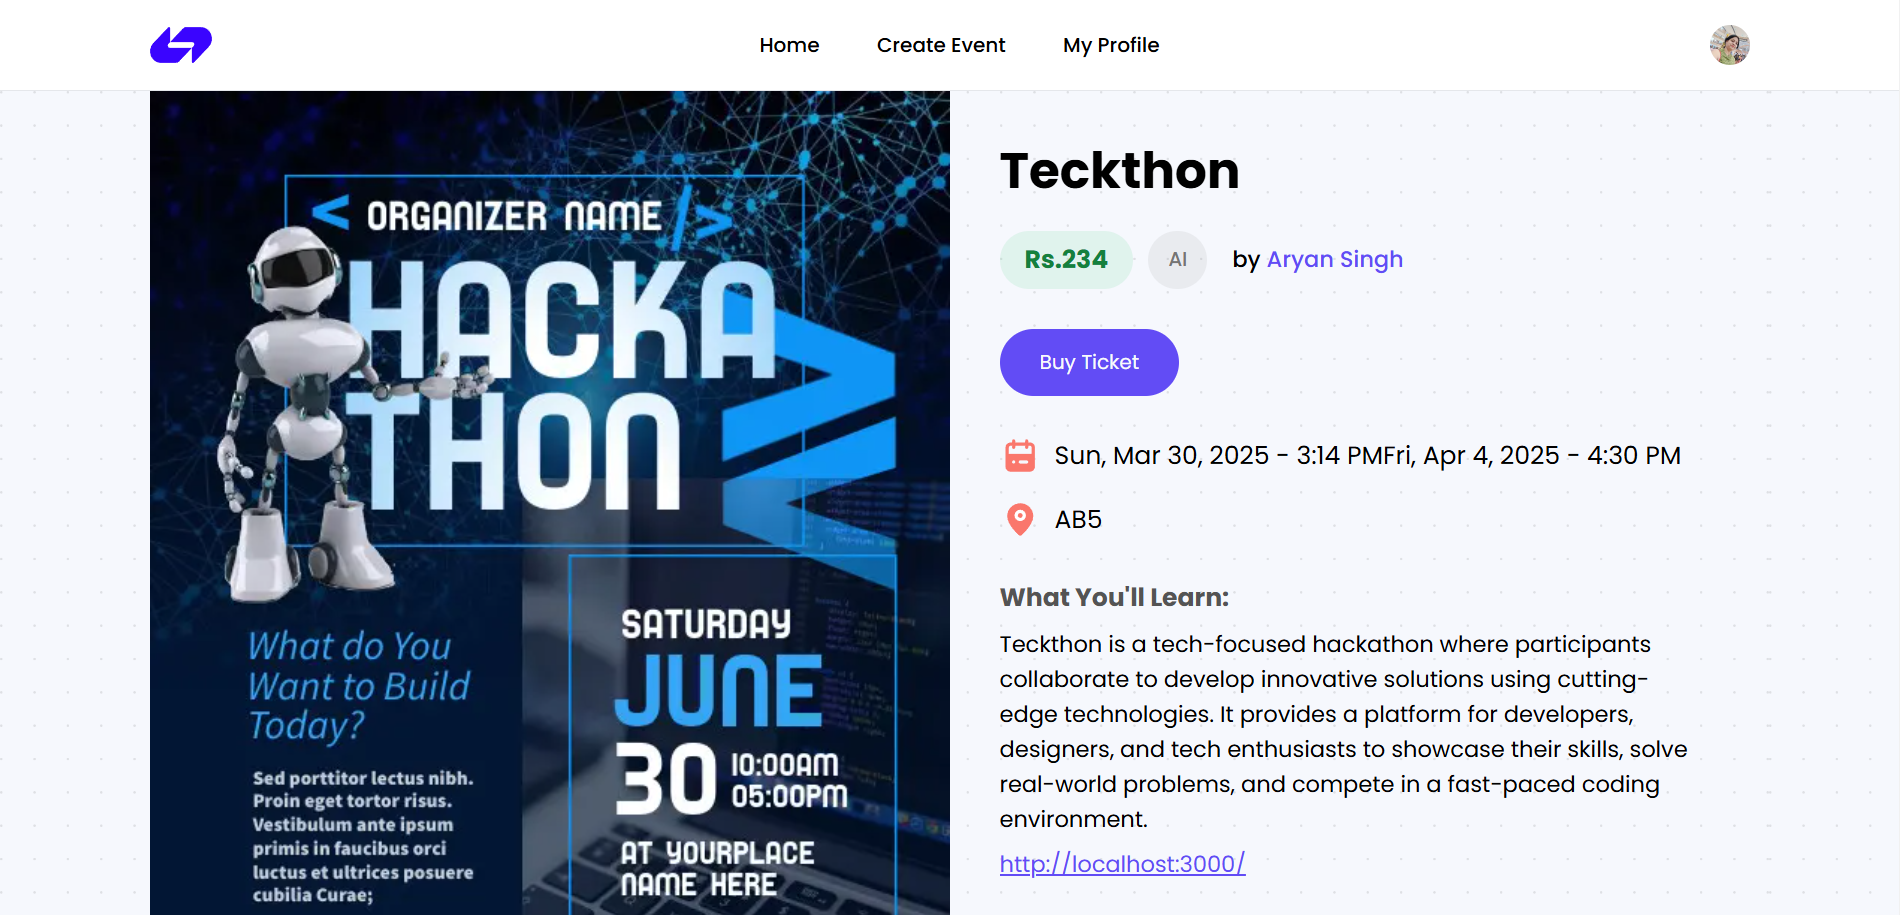 Home
Create Event
My Profile
< ORGANIZER NAME />
HACKA
THON
What do You
Want to Build
Today?
Sed porttitor lectus nibh.
Proin eget tortor risus.
Vestibulum ante ipsum
primis in faucibus orci
luctus et ultrices posuere
cubilia Curae;
SATURDAY
JUNE
30
10:00AM
05:00PM
AT YOURPLACE
NAME HERE
Teckthon
Rs.234
AI
by Aryan Singh
Buy Ticket
Sun, Mar 30, 2025 - 3:14 PMFri, Apr 4, 2025 - 4:30 PM
AB5
What You'll Learn:
Teckthon is a tech-focused hackathon where participants
collaborate to develop innovative solutions using cutting-
edge technologies. It provides a platform for developers,
designers, and tech enthusiasts to showcase their skills, solve
real-world problems, and compete in a fast-paced coding
environment.
http://localhost:3000/